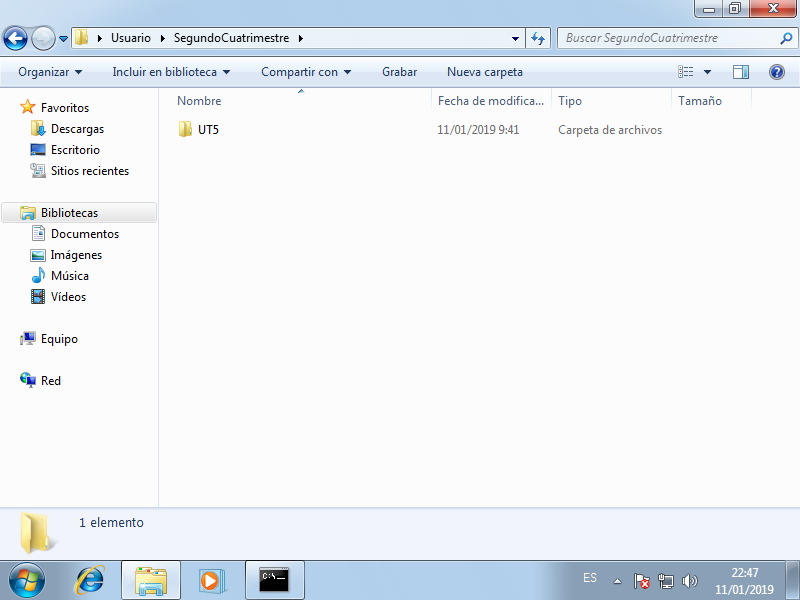 Usuario SegundoCuatrimestre
Buscar SegundoCuatrimestre
Organizar Incluir en biblioteca Compartir con Grabar Nueva carpeta
Nombre Fecha de modifica... Tipo Tamaño
UT5 11/01/2019 9:41 Carpeta de archivos
Favoritos
Descargas
Escritorio
Sitios recientes
Bibliotecas
Documentos
Imágenes
Música
Vídeos
Equipo
Red
1 elemento
C:\._
ES
22:47
11/01/2019